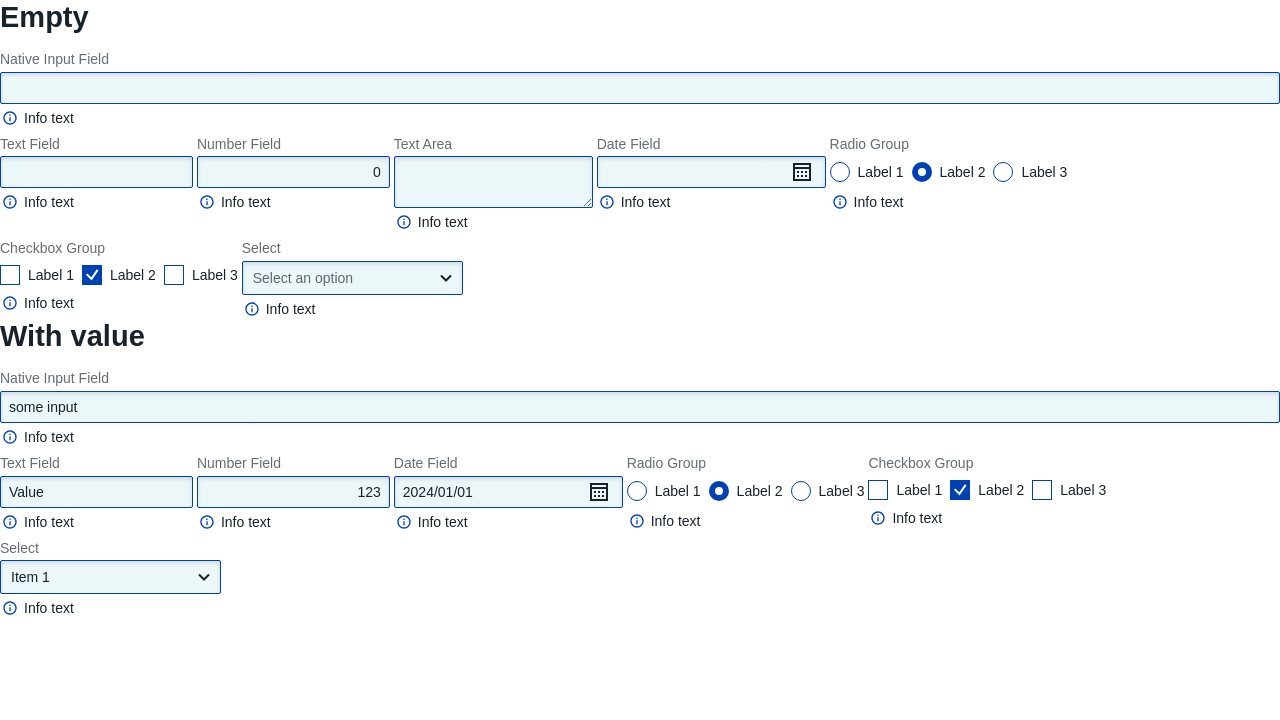 Empty
Native Input Field
Info text
Text Field Number Field Text Area Date Field Radio Group
0 Label 1 Label 2 Label 3
Info text Info text Info text Info text Info text
Checkbox Group Select
Label 1 Label 2 Label 3 Select an option
Info text Info text
With value
Native Input Field
some input
Info text
Text Field Number Field Date Field Radio Group Checkbox Group
Value 123 2024/01/01 Label 1 Label 2 Label 3 Label 1 Label 2 Label 3
Info text Info text Info text Info text Info text
Select
Item 1
Info text